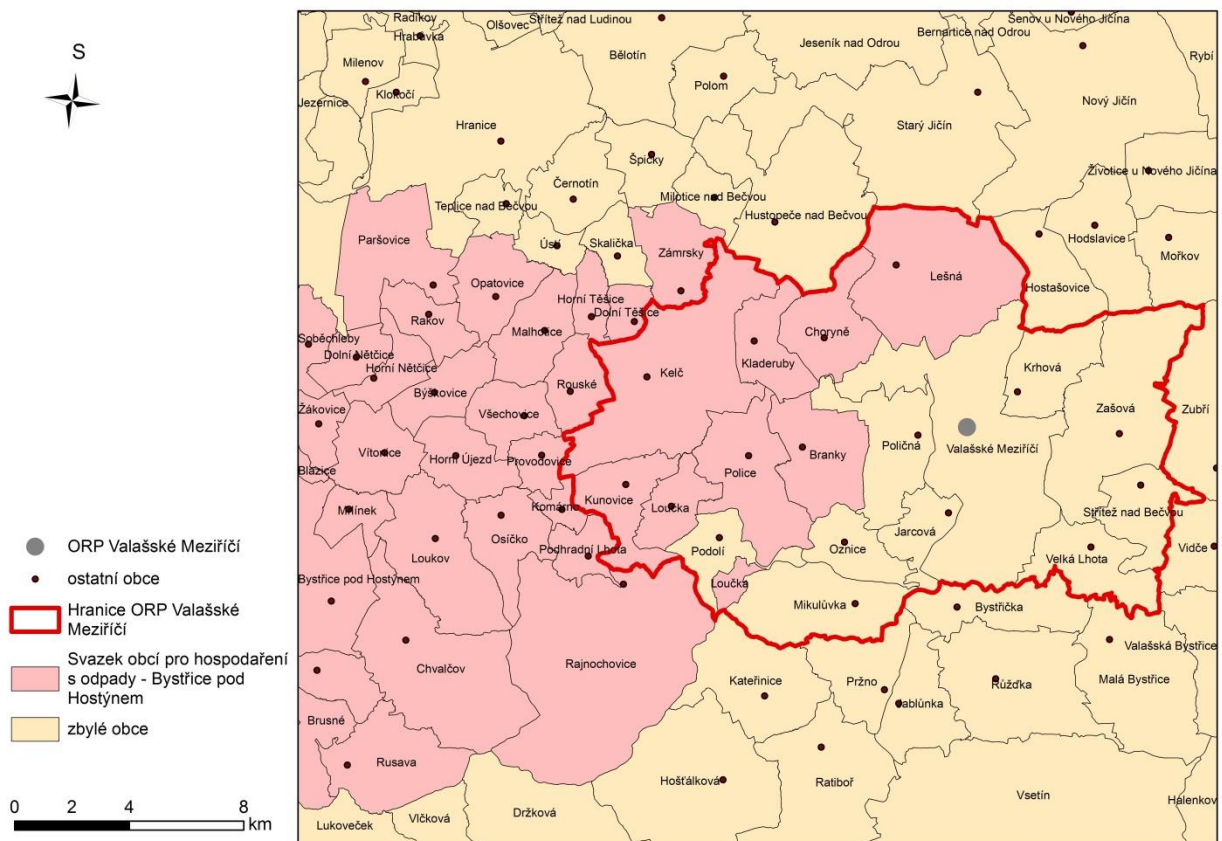 Radíkov
Hrabůvka
Olšovec
Střítež nad Ludinou
Bělotín
Jeseník nad Odrou
Bernartice nad Odrou
Šenov u Nového Jičína
Rybí
S
Milenov
Klokočí
Jezernice
Polom
Nový Jičín
Hranice
Starý Jičín
Špičky
Černotín
Životice u Nového Jičína
Teplice nad Bečvou
Milotice nad Bečvou
Hustopeče nad Bečvou
Paršovice
Ústí
Skalička
Hodslavice
Zámrsky
Mořkov
Opatovice
Lešná
Horní Těšice
Hostašovice
Dolní Těšice
Rakov
Malhotice
Choryně
Soběchleby
Dolní Nětčice
Horní Nětčice
Kladeruby
Kelč
Krhová
Býškovice
Rouské
Zašová
Zubří
Žákovice
Všechovice
Poličná
Valašské Meziříčí
Vítonice
Horní Újezd
Provodovice
Police
Branky
Blazice
Kunovice
Loučka
Komárno
Střítež nad Bečvou
Mrlínek
Osíčko
Jarcová
Podhradní Lhota
Podolí
Oznice
Velká Lhota
Vidče
Loukov
Bystřice pod Hostýnem
Loučka
Mikulůvka
Bystřička
Valašská Bystřice
Chvalčov
Rajnochovice
Kateřinice
Pržno
Jablůnka
Růžďka
Malá Bystřice
Brusné
Rusava
Hošťálková
Ratiboř
Vsetín
Hálenkov
Držková
Vlčková
Lukoveček
ORP Valašské Meziříčí
ostatní obce
Hranice ORP Valašské
Meziříčí
Svazek obcí pro hospodaření
s odpady - Bystřice pod
Hostýnem
zbylé obce
0 4 8
km